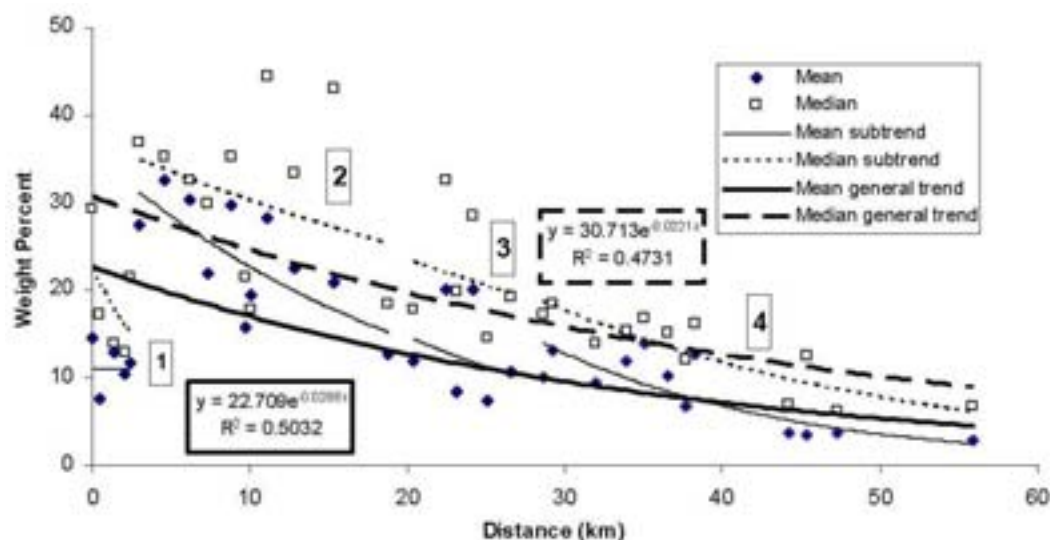 50
40
30
20
10
0
Weight Percent
0 10 20 30 40 50 60
Distance (km)
1
2
3
4
Mean
Median
Mean subtrend
Median subtrend
Mean general trend
Median general trend
y = 30.713e^-0.0221x
R² = 0.4731
y = 22.709e
R² = 0.5032